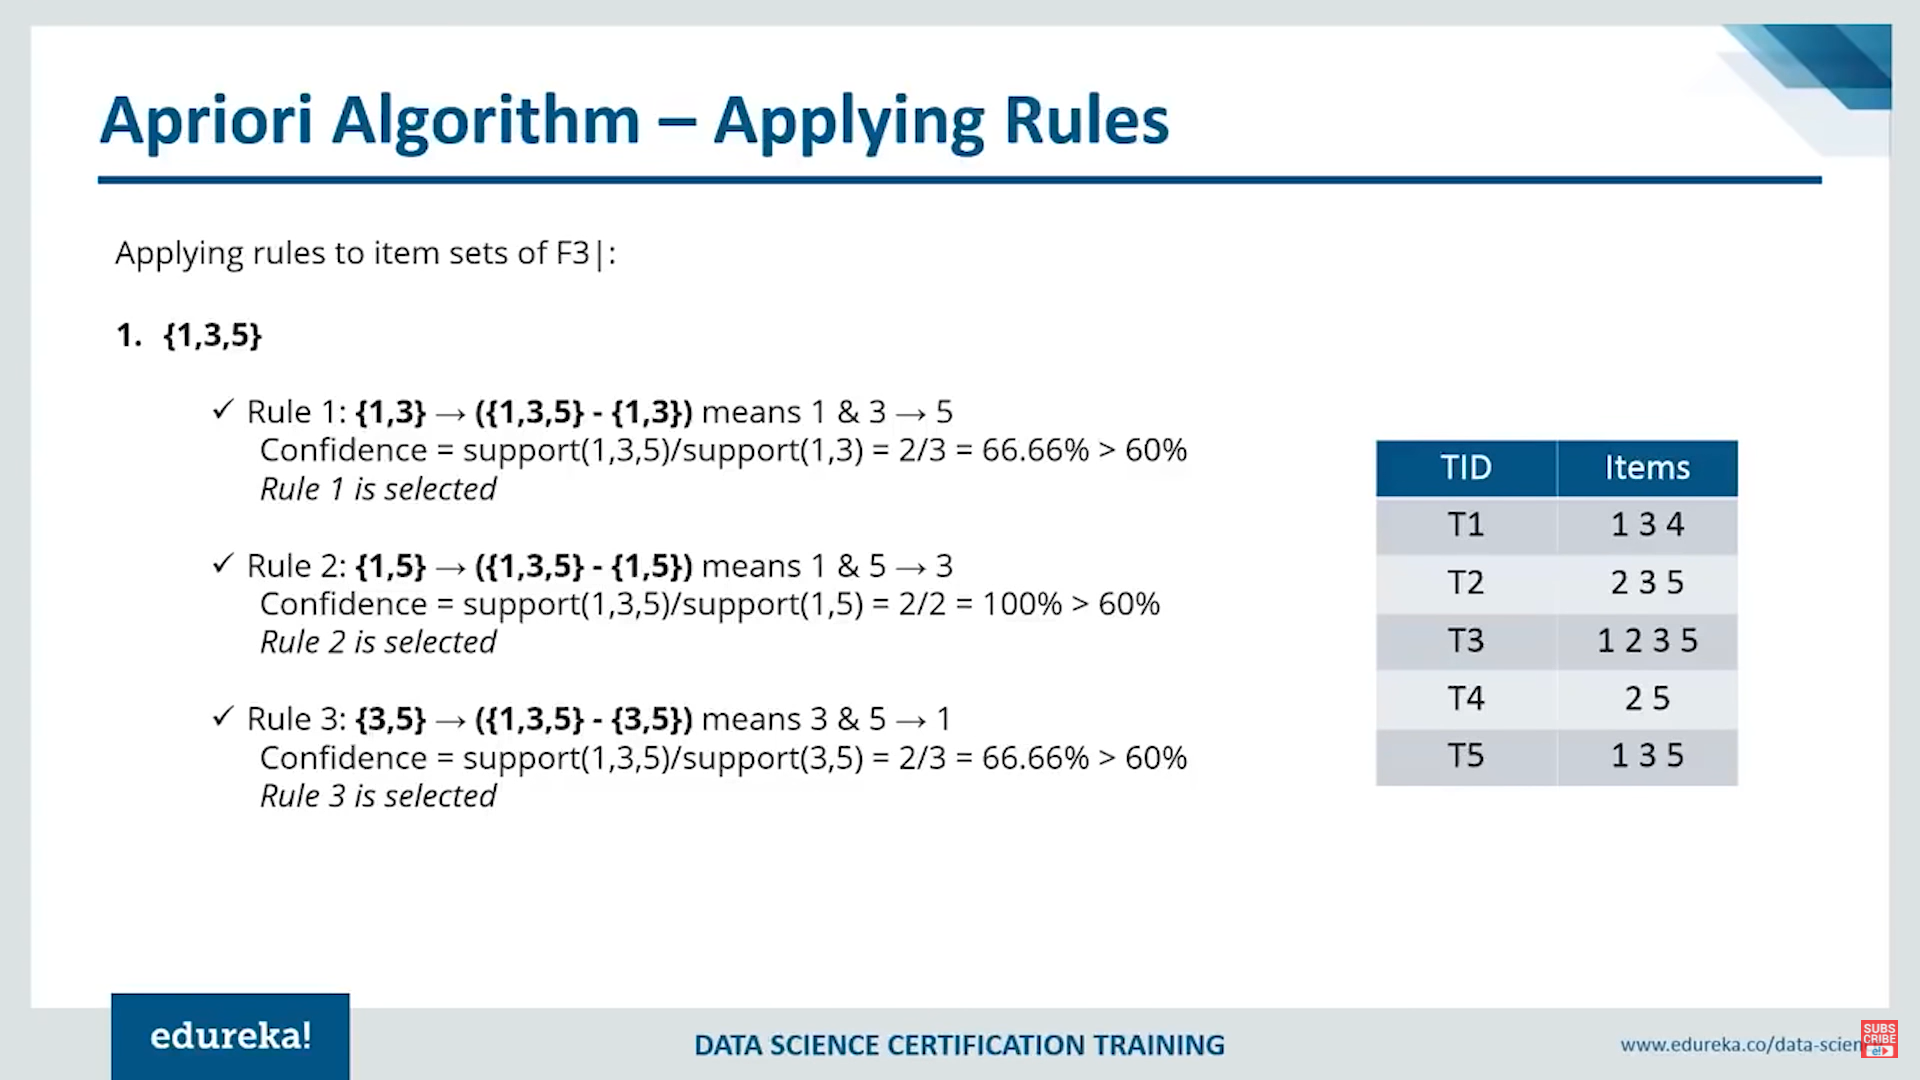 Apriori Algorithm – Applying Rules
Applying rules to item sets of F3|:
1. {1,3,5}
✓ Rule 1: {1,3} → ({1,3,5} - {1,3}) means 1 & 3 → 5
Confidence = support(1,3,5)/support(1,3) = 2/3 = 66.66% > 60%
Rule 1 is selected
✓ Rule 2: {1,5} → ({1,3,5} - {1,5}) means 1 & 5 → 3
Confidence = support(1,3,5)/support(1,5) = 2/2 = 100% > 60%
Rule 2 is selected
✓ Rule 3: {3,5} → ({1,3,5} - {3,5}) means 3 & 5 → 1
Confidence = support(1,3,5)/support(3,5) = 2/3 = 66.66% > 60%
Rule 3 is selected
TID Items
T1 1 3 4
T2 2 3 5
T3 1 2 3 5
T4 2 5
T5 1 3 5
edureka!
DATA SCIENCE CERTIFICATION TRAINING
www.edureka.co/data-scien
SUBS
CRIBE
e!